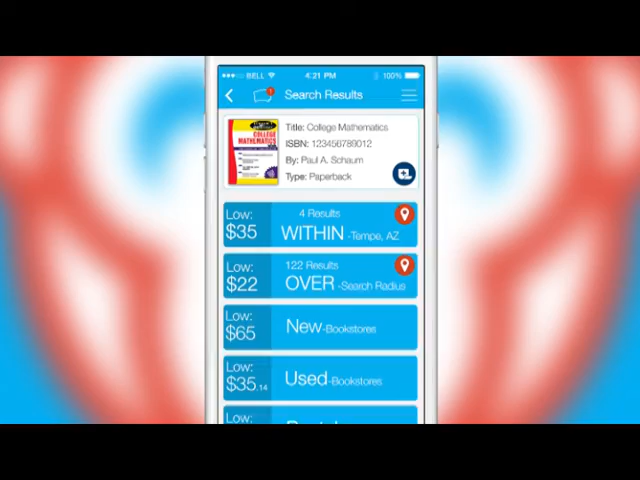 BELL 4:21 PM 100%
1
Search Results
COLLEGE
MATHEMATICS
Title: College Mathematics
ISBN: 123456789012
By: Paul A. Schaum
Type: Paperback
Low:
$35
4 Results
WITHIN -Tempe, AZ
Low:
$22
122 Results
OVER -Search Radius
Low:
$65
New-Bookstores
Low:
$35.14
Used-Bookstores
Low: